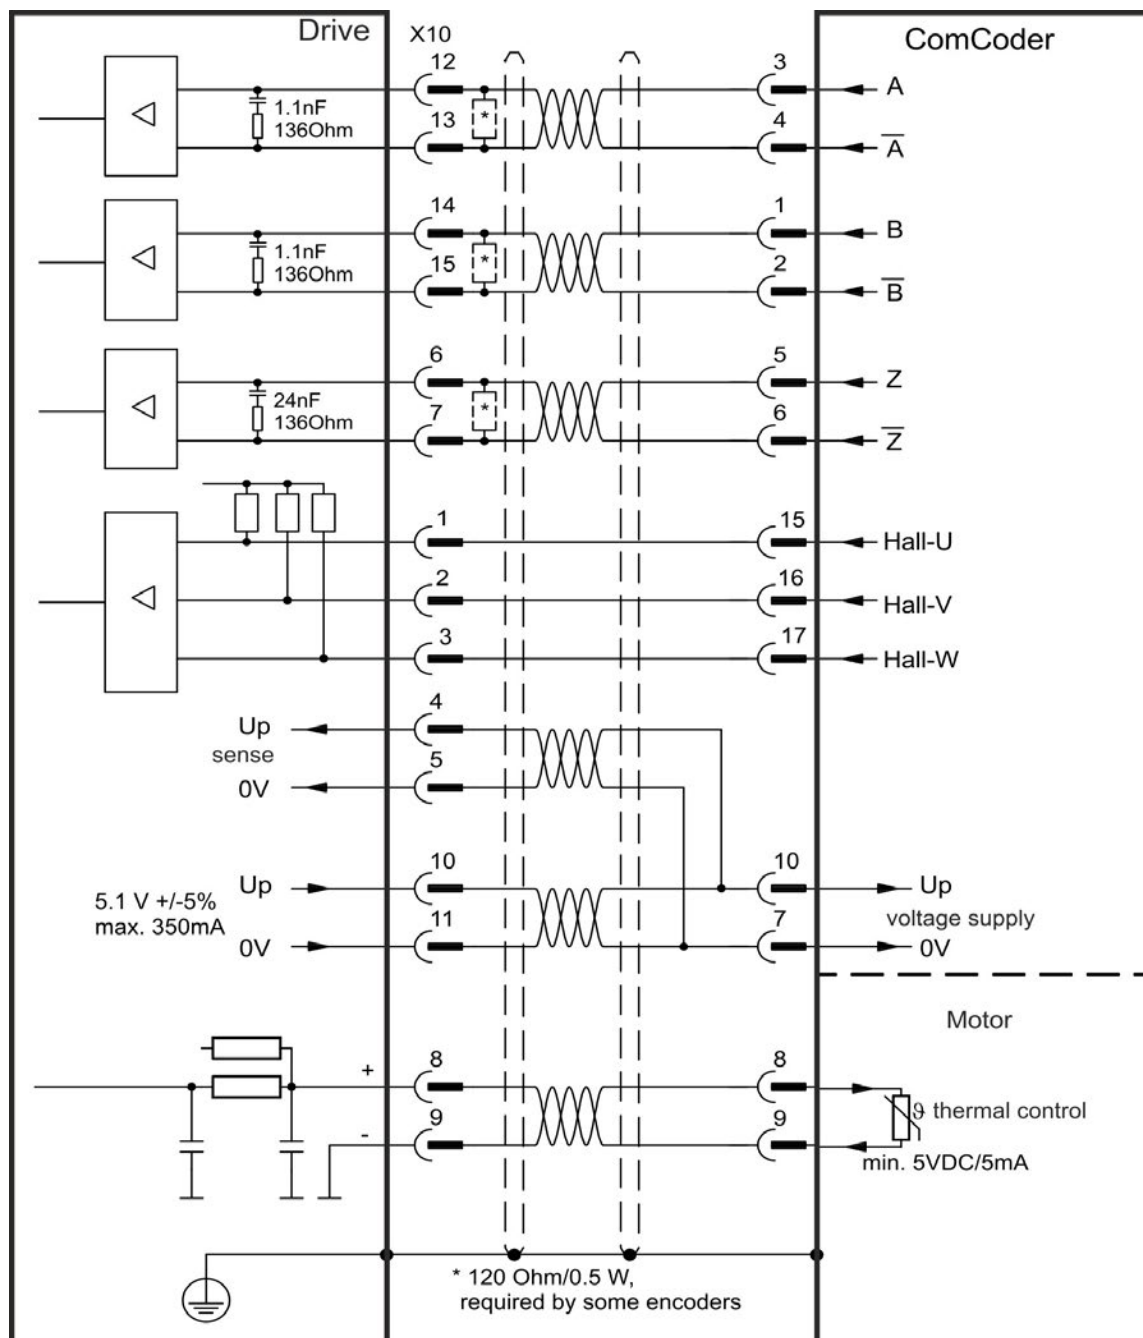 Drive
X10
ComCoder
12
3
A
1.1nF
136Ohm
*
13
4
A̅
14
1
B
1.1nF
136Ohm
*
15
2
B̅
6
5
Z
24nF
136Ohm
*
7
6
Z̅
1
15
Hall-U
2
16
Hall-V
3
17
Hall-W
4
Up
sense
5
0V
10
10
Up
Up
5.1 V +/-5%
max. 350mA
11
7
voltage supply
0V
0V
Motor
8
8
+
ϑ thermal control
9
9
-
min. 5VDC/5mA
* 120 Ohm/0.5 W,
required by some encoders